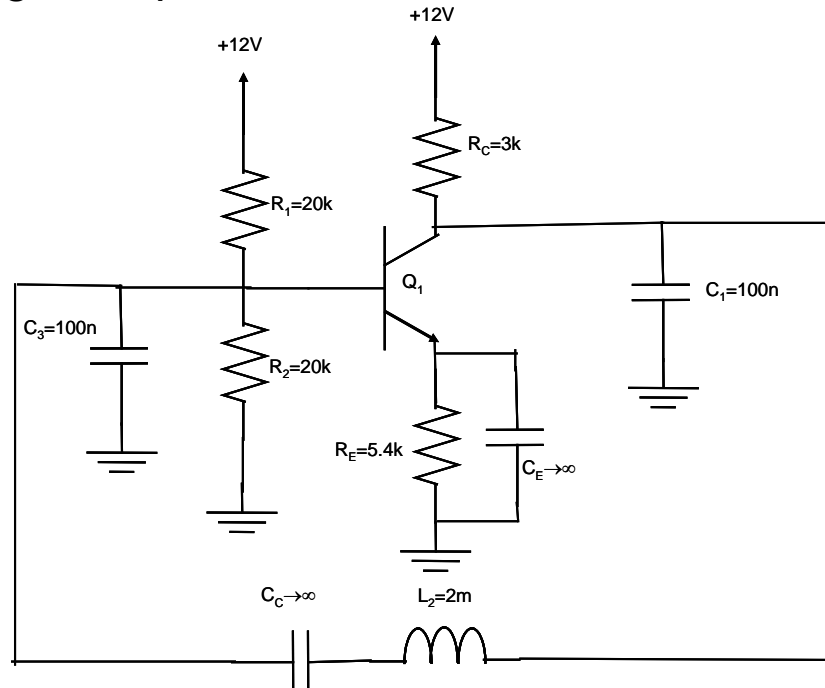 +12V
+12V
R_C=3k
R_1=20k
Q_1
C_1=100n
C_3=100n
R_2=20k
R_E=5.4k
C_E→∞
C_C→∞
L_2=2m